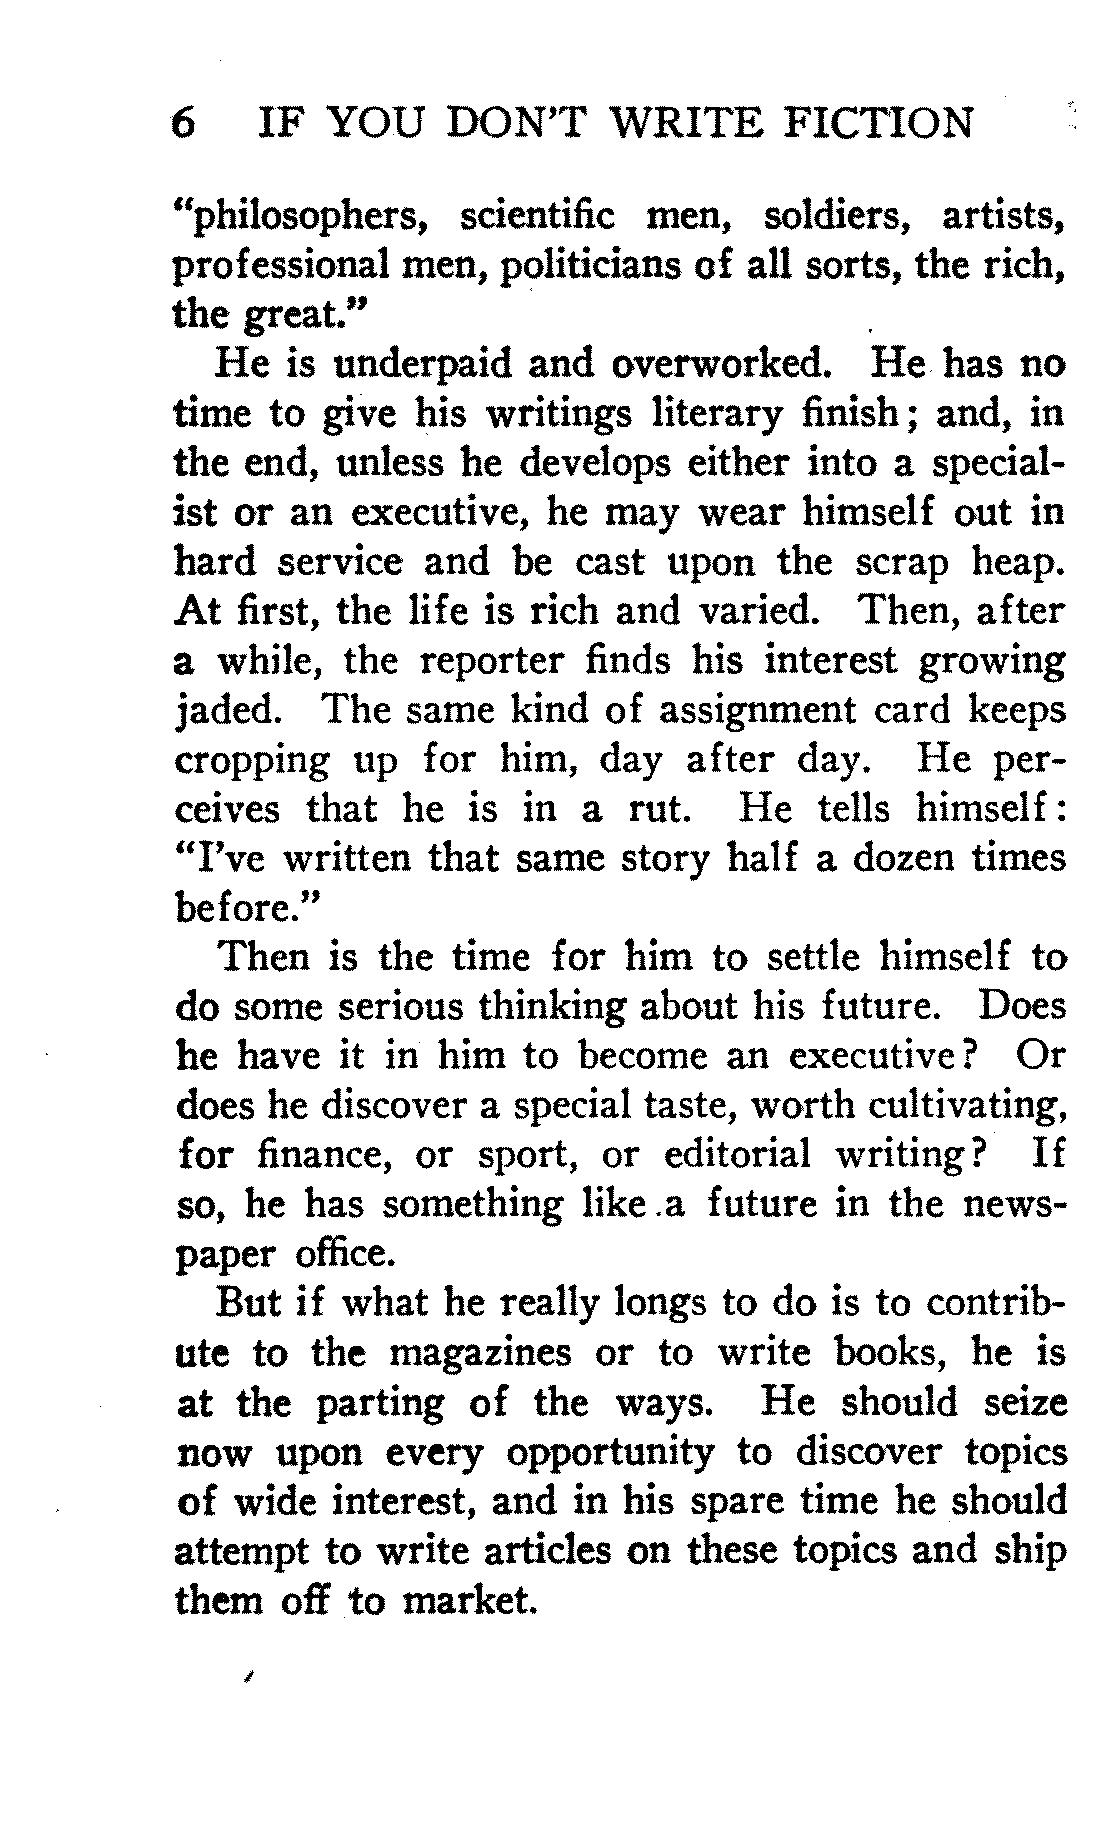 6 IF YOU DON'T WRITE FICTION
“philosophers, scientific men, soldiers, artists,
professional men, politicians of all sorts, the rich,
the great.”
He is underpaid and overworked. He has no
time to give his writings literary finish; and, in
the end, unless he develops either into a special-
ist or an executive, he may wear himself out in
hard service and be cast upon the scrap heap.
At first, the life is rich and varied. Then, after
a while, the reporter finds his interest growing
jaded. The same kind of assignment card keeps
cropping up for him, day after day. He per-
ceives that he is in a rut. He tells himself:
“I've written that same story half a dozen times
before.”
Then is the time for him to settle himself to
do some serious thinking about his future. Does
he have it in him to become an executive? Or
does he discover a special taste, worth cultivating,
for finance, or sport, or editorial writing? If
so, he has something like a future in the news-
paper office.
But if what he really longs to do is to contrib-
ute to the magazines or to write books, he is
at the parting of the ways. He should seize
now upon every opportunity to discover topics
of wide interest, and in his spare time he should
attempt to write articles on these topics and ship
them off to market.